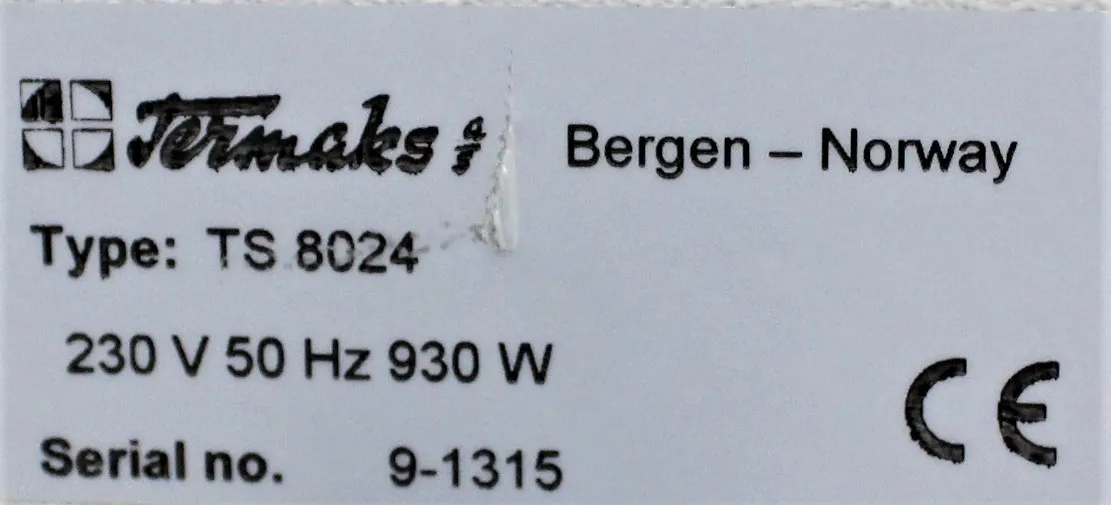 Termaks a/s Bergen – Norway
Type: TS 8024
230 V 50 Hz 930 W
CE
Serial no. 9-1315